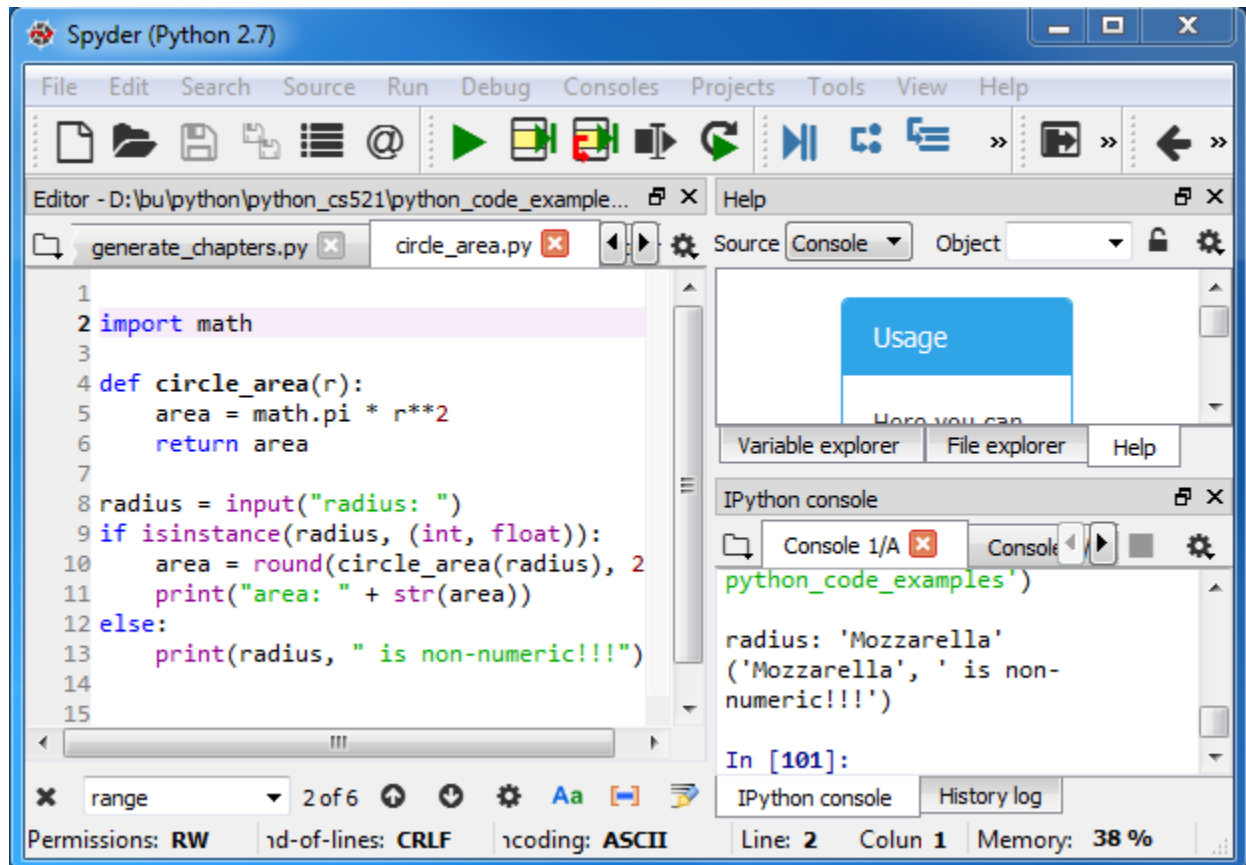 Spyder (Python 2.7)
File Edit Search Source Run Debug Consoles Projects Tools View Help
@ » » »
Editor - D:\bu\python\python_cs521\python_code_example...
generate_chapters.py circle_area.py
1
2 import math
3
4 def circle_area(r):
5     area = math.pi * r**2
6     return area
7
8 radius = input("radius: ")
9 if isinstance(radius, (int, float)):
10     area = round(circle_area(radius), 2
11     print("area: " + str(area))
12 else:
13     print(radius, " is non-numeric!!!")
14
15
range 2 of 6 Aa
Help
Source Console Object
Usage
Here you can
Variable explorer File explorer Help
IPython console
Console 1/A Console
python_code_examples')
radius: 'Mozzarella'
('Mozzarella', ' is non-
numeric!!!')
In [101]:
IPython console History log
Permissions: RW nd-of-lines: CRLF ncoding: ASCII Line: 2 Colun 1 Memory: 38 %